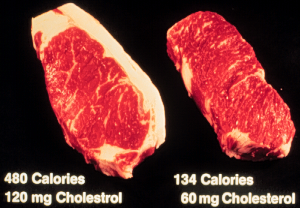 480 Calories
120 mg Cholestrol
134 Calories
60 mg Cholesterol